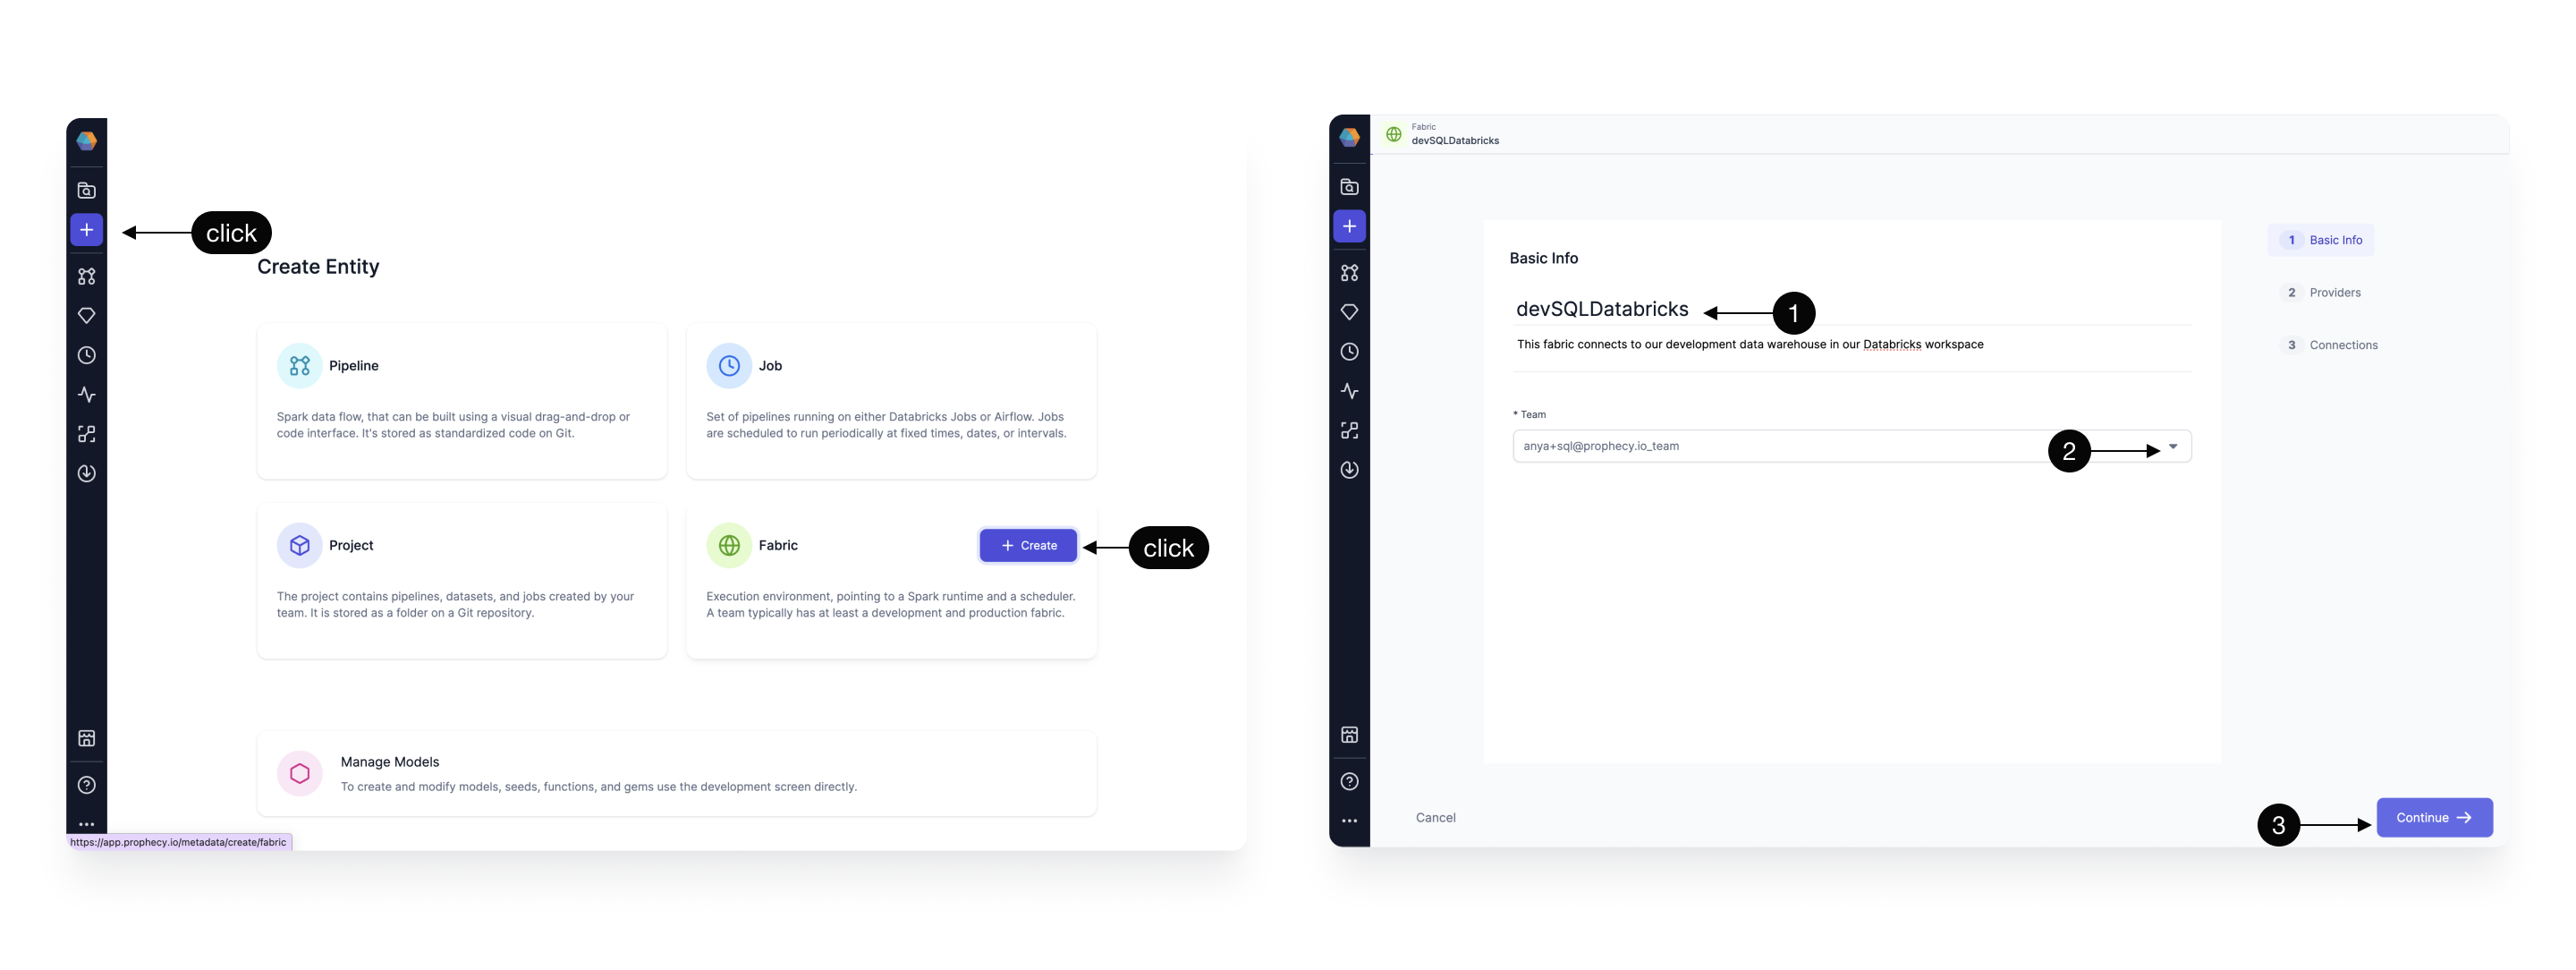 click
Create Entity
Pipeline
Spark data flow, that can be built using a visual drag-and-drop or
code interface. It's stored as standardized code on Git.
Job
Set of pipelines running on either Databricks Jobs or Airflow. Jobs
are scheduled to run periodically at fixed times, dates, or intervals.
Project
The project contains pipelines, datasets, and jobs created by your
team. It is stored as a folder on a Git repository.
Fabric
Create
click
Execution environment, pointing to a Spark runtime and a scheduler.
A team typically has at least a development and production fabric.
Manage Models
To create and modify models, seeds, functions, and gems use the development screen directly.
https://app.prophecy.io/metadata/create/fabric
Fabric
devSQLDatabricks
Basic Info
devSQLDatabricks
1
This fabric connects to our development data warehouse in our Databricks workspace
* Team
anya+sql@prophecy.io_team
2
1 Basic Info
2 Providers
3 Connections
Cancel
3
Continue